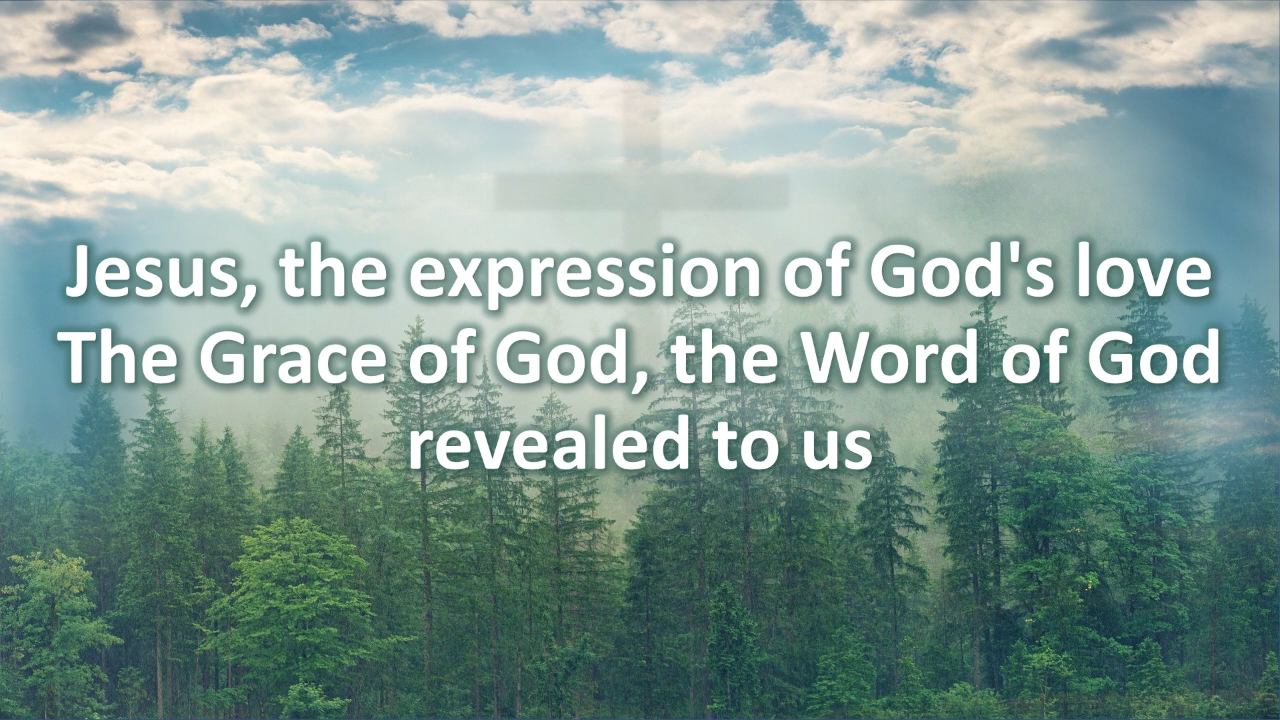 Jesus, the expression of God's love
The Grace of God, the Word of God
revealed to us